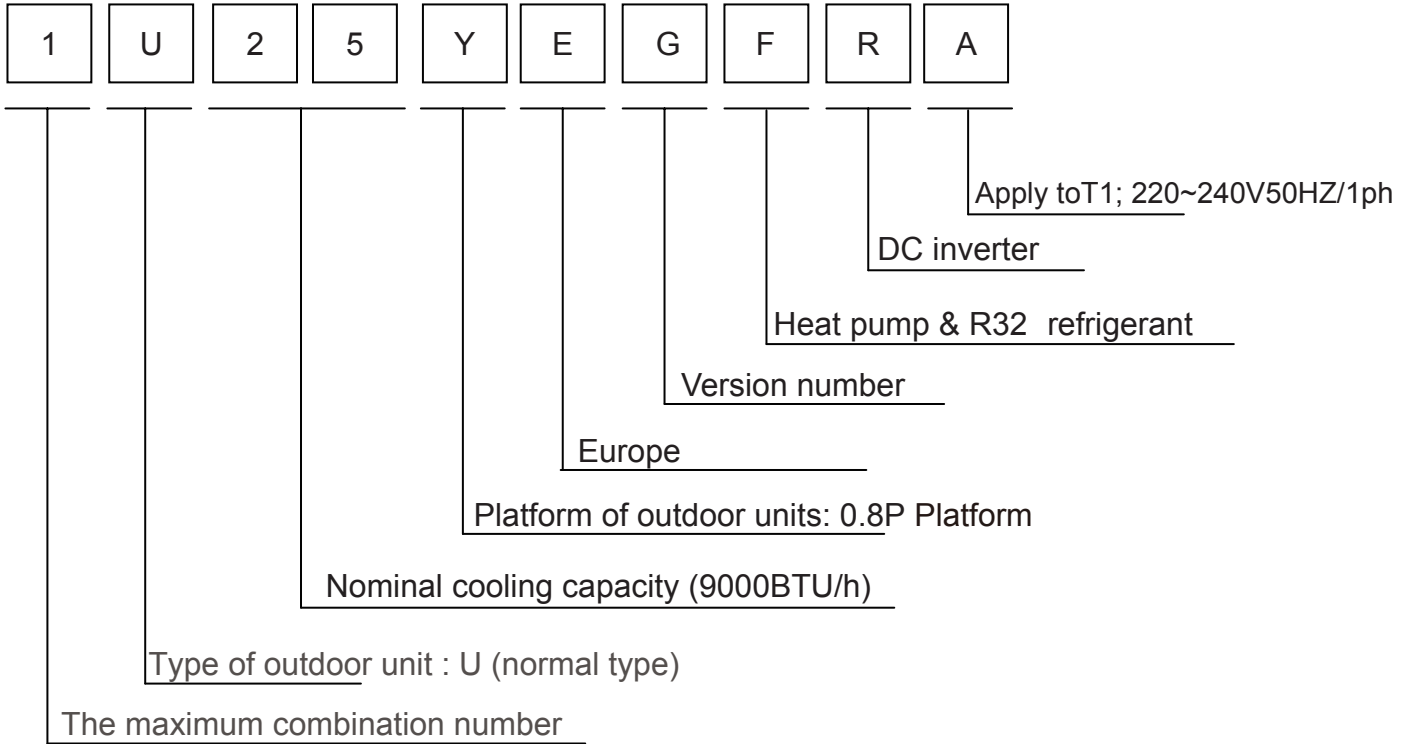 1 U 2 5 Y E G F R A
Apply toT1; 220~240V50HZ/1ph
DC inverter
Heat pump & R32 refrigerant
Version number
Europe
Platform of outdoor units: 0.8P Platform
Nominal cooling capacity (9000BTU/h)
Type of outdoor unit : U (normal type)
The maximum combination number